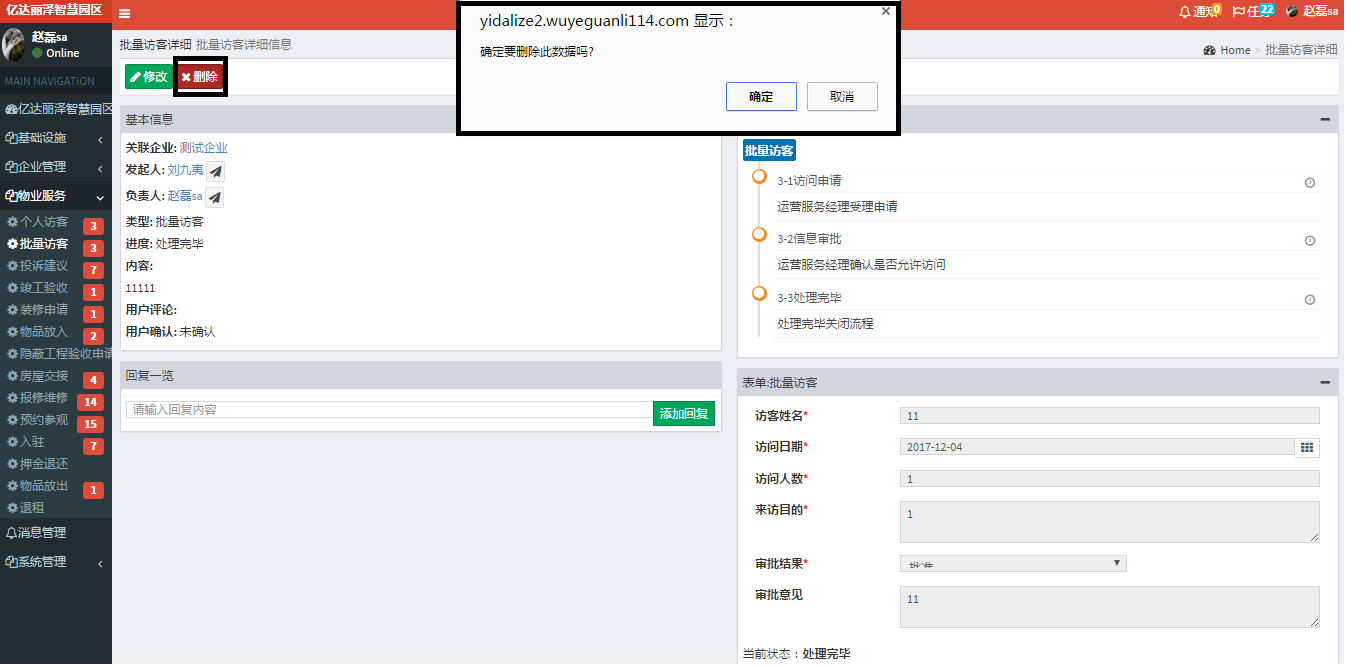 亿达丽泽智慧园区
通知 0
任务 22
赵磊sa
赵磊sa
Online
MAIN NAVIGATION
亿达丽泽智慧园区
基础设施
企业管理
物业服务
个人访客 3
批量访客 3
投诉建议 7
竣工验收 1
装修申请 1
物品放入 2
隐蔽工程验收申请
房屋交接 4
报修维修 14
预约参观 15
入驻 7
押金退还
物品放出 1
退租
消息管理
系统管理
批量访客详细 批量访客详细信息
Home > 批量访客详细
修改
删除
yidalize2.wuyeguanli114.com 显示：
确定要删除此数据吗?
确定
取消
基本信息
关联企业: 测试企业
发起人: 刘九夷
负责人: 赵磊sa
类型: 批量访客
进度: 处理完毕
内容:
11111
用户评论:
用户确认: 未确认
回复一览
请输入回复内容
添加回复
批量访客
3-1访问申请
运营服务经理受理申请
3-2信息审批
运营服务经理确认是否允许访问
3-3处理完毕
处理完毕关闭流程
表单:批量访客
访客姓名* 11
访问日期* 2017-12-04
访问人数* 1
来访目的* 1
审批结果* 批准
审批意见 11
当前状态：处理完毕